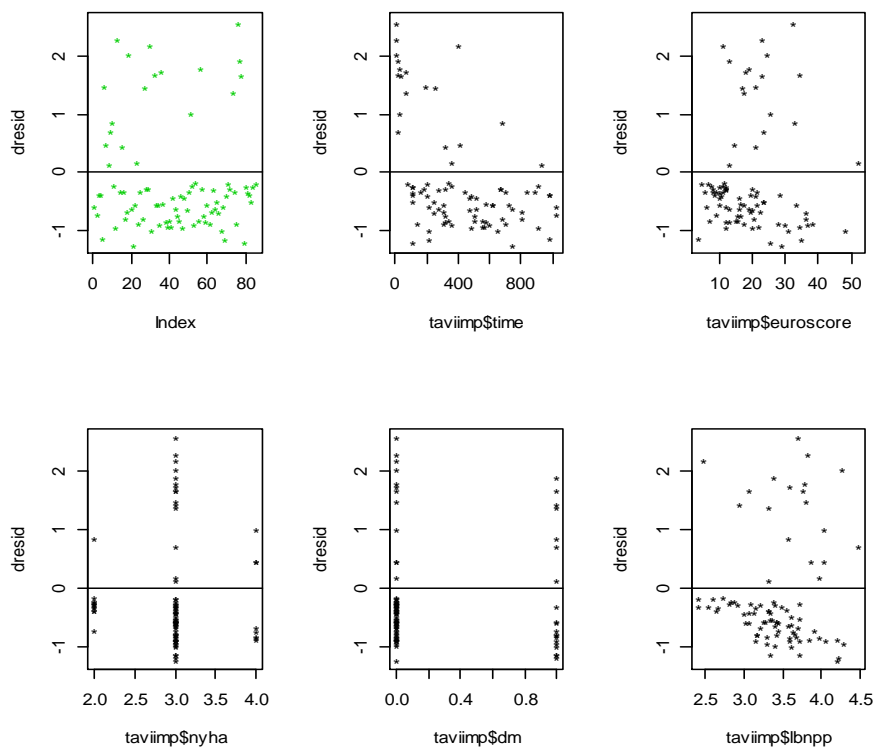 dresid
2
1
0
-1
0 20 40 60 80
Index
dresid
2
1
0
-1
0 400 800
taviimp$time
dresid
2
1
0
-1
10 20 30 40 50
taviimp$euroscore
dresid
2
1
0
-1
2.0 2.5 3.0 3.5 4.0
taviimp$nyha
dresid
2
1
0
-1
0.0 0.4 0.8
taviimp$dm
dresid
2
1
0
-1
2.5 3.0 3.5 4.0 4.5
taviimp$lbnpp